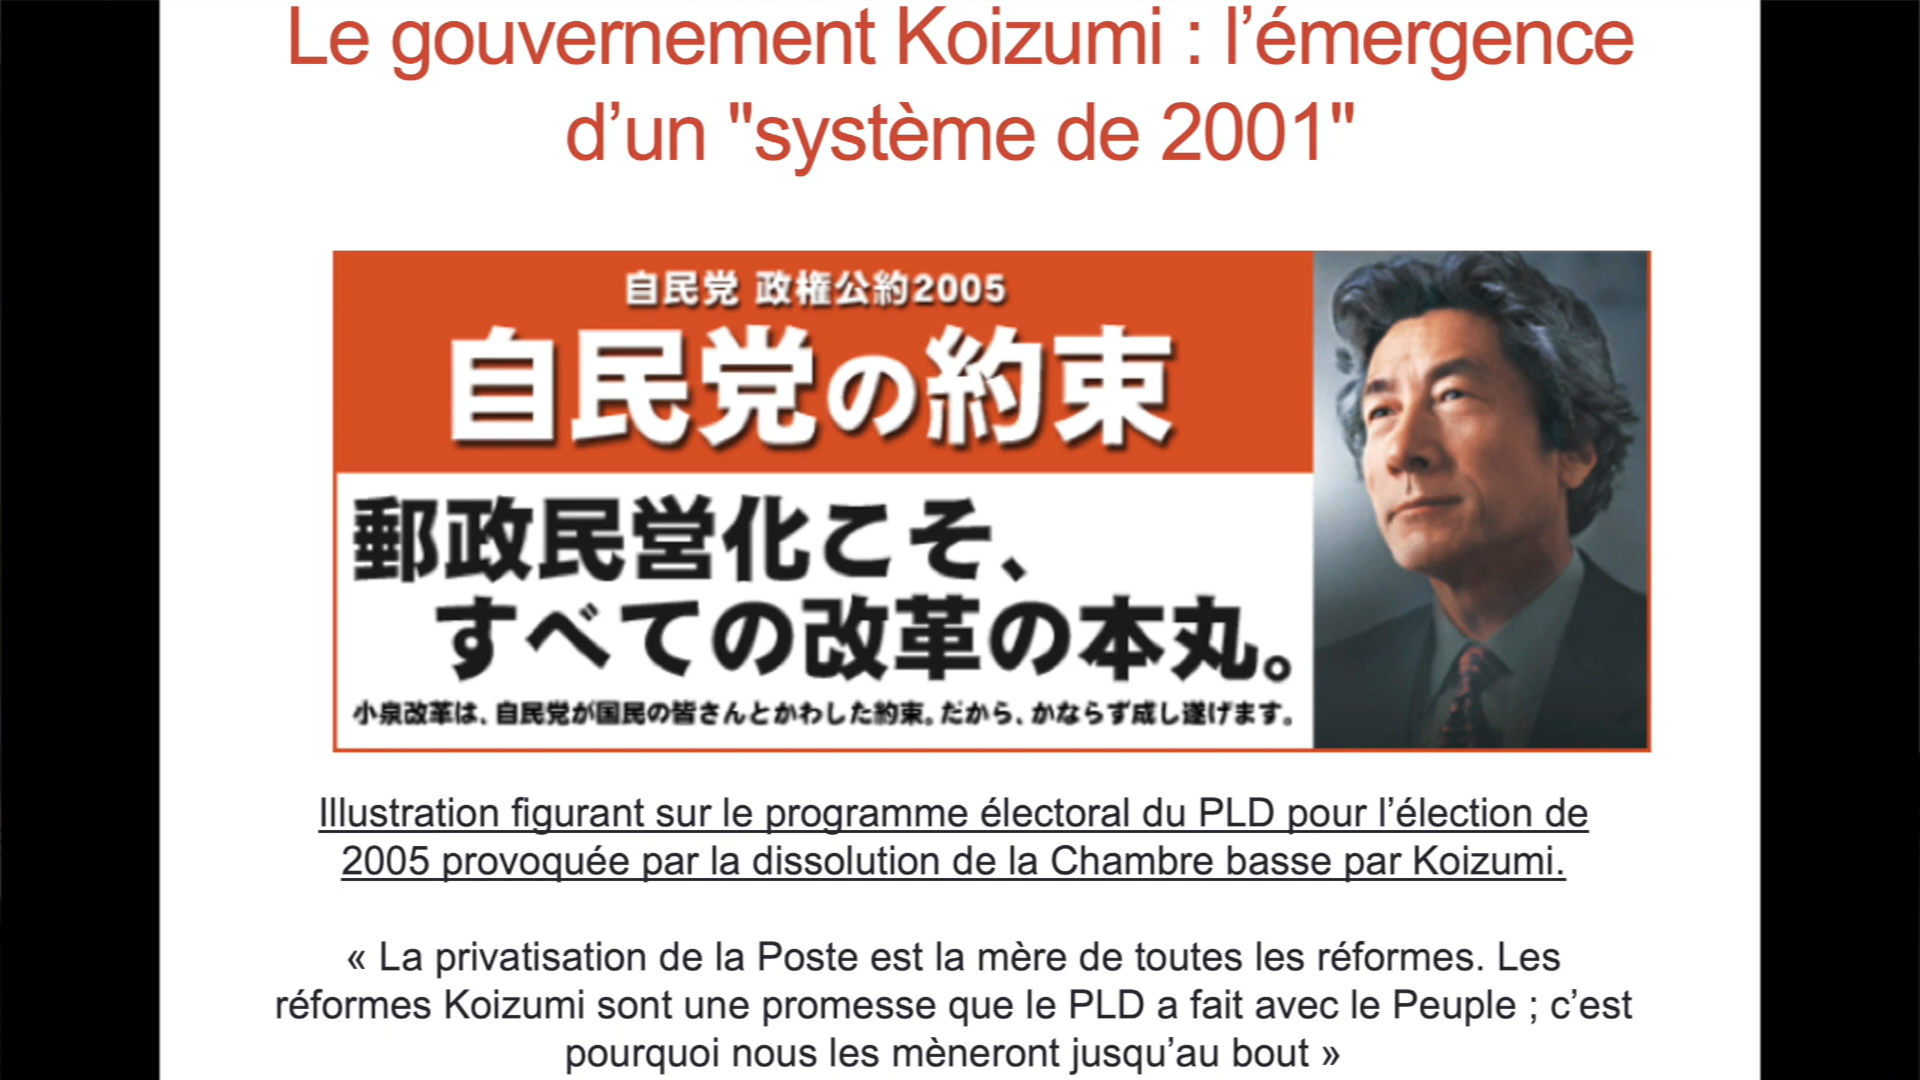 Le gouvernement Koizumi : l’émergence
d’un "système de 2001"
自民党 政権公約2005
自民党の約束
郵政民営化こそ、
すべての改革の本丸。
小泉改革は、自民党が国民の皆さんとかわした約束。だから、かならず成し遂げます。
Illustration figurant sur le programme électoral du PLD pour l’élection de
2005 provoquée par la dissolution de la Chambre basse par Koizumi.
« La privatisation de la Poste est la mère de toutes les réformes. Les
réformes Koizumi sont une promesse que le PLD a fait avec le Peuple ; c’est
pourquoi nous les mèneront jusqu’au bout »